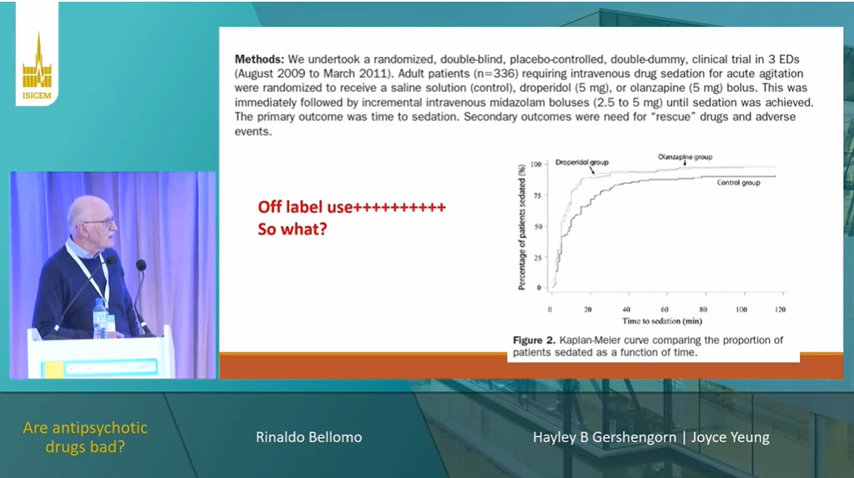 ISICEM
Methods: We undertook a randomized, double-blind, placebo-controlled, double-dummy, clinical trial in 3 EDs
(August 2009 to March 2011). Adult patients (n=336) requiring intravenous drug sedation for acute agitation
were randomized to receive a saline solution (control), droperidol (5 mg), or olanzapine (5 mg) bolus. This was
immediately followed by incremental intravenous midazolam boluses (2.5 to 5 mg) until sedation was achieved.
The primary outcome was time to sedation. Secondary outcomes were need for “rescue” drugs and adverse
events.
Off label use++++++++++
So what?
Droperidol group
Olanzapine group
Control group
Percentage of patients sedated (%)
100
75
50
25
0
0 20 40 60 80 100 120
Time to sedation (min)
Figure 2. Kaplan-Meier curve comparing the proportion of
patients sedated as a function of time.
Are antipsychotic
drugs bad?
Rinaldo Bellomo
Hayley B Gershengorn | Joyce Yeung